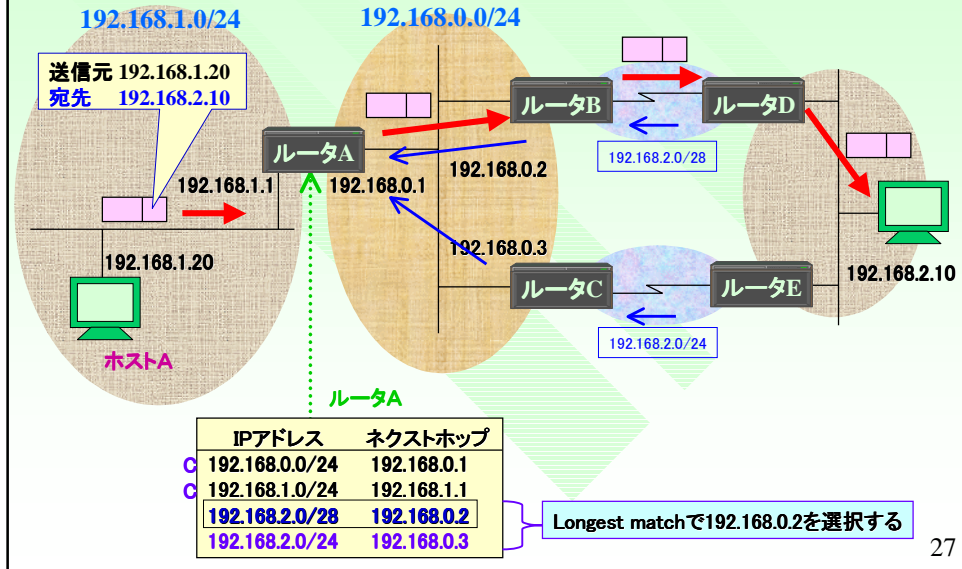 192.168.1.0/24
192.168.0.0/24
送信元 192.168.1.20
宛先 192.168.2.10
ルータA
ルータB
ルータD
192.168.2.0/28
192.168.1.1
192.168.0.1
192.168.0.2
192.168.0.3
192.168.1.20
192.168.2.10
ルータC
ルータE
192.168.2.0/24
ホストA
ルータA
IPアドレス ネクストホップ
C 192.168.0.0/24 192.168.0.1
C 192.168.1.0/24 192.168.1.1
192.168.2.0/28 192.168.0.2
192.168.2.0/24 192.168.0.3
Longest matchで192.168.0.2を選択する
27